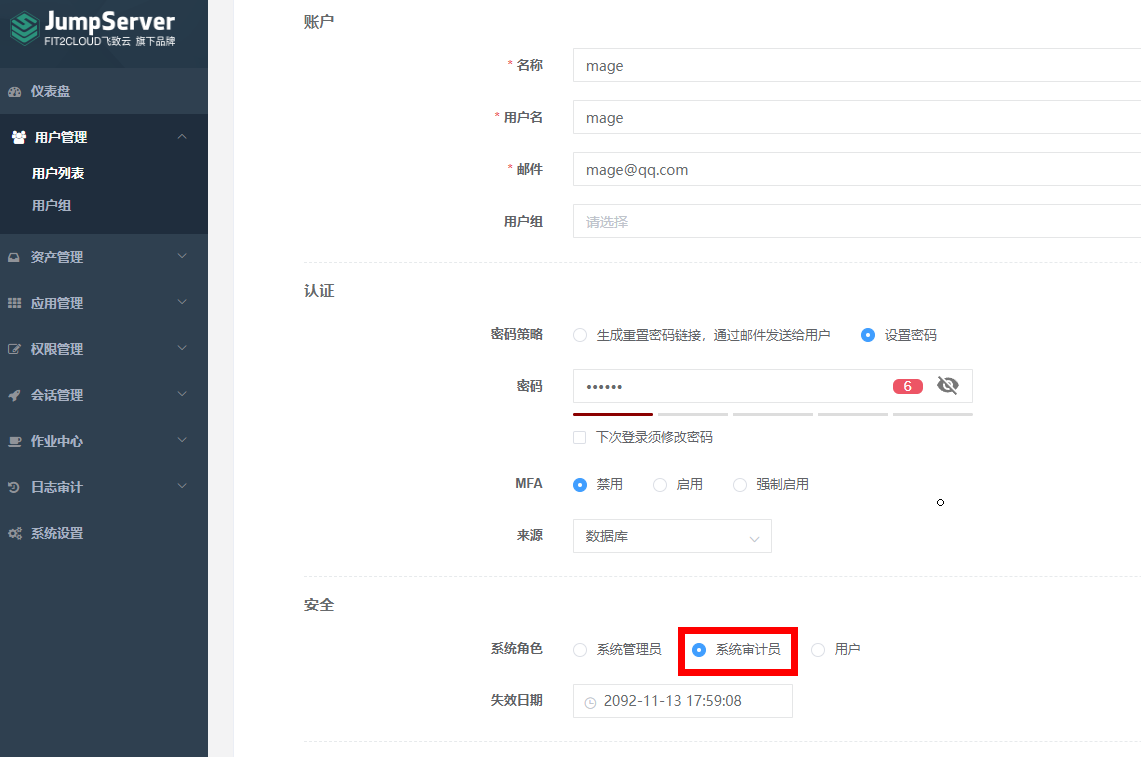 JumpServer
FIT2CLOUD飞致云 旗下品牌
仪表盘
用户管理
用户列表
用户组
资产管理
应用管理
权限管理
会话管理
作业中心
日志审计
系统设置
账户
* 名称 mage
* 用户名 mage
* 邮件 mage@qq.com
用户组 请选择
认证
密码策略 生成重置密码链接，通过邮件发送给用户 设置密码
密码 •••••• 6
下次登录须修改密码
MFA 禁用 启用 强制启用
来源 数据库
安全
系统角色 系统管理员 系统审计员 用户
失效日期 2092-11-13 17:59:08